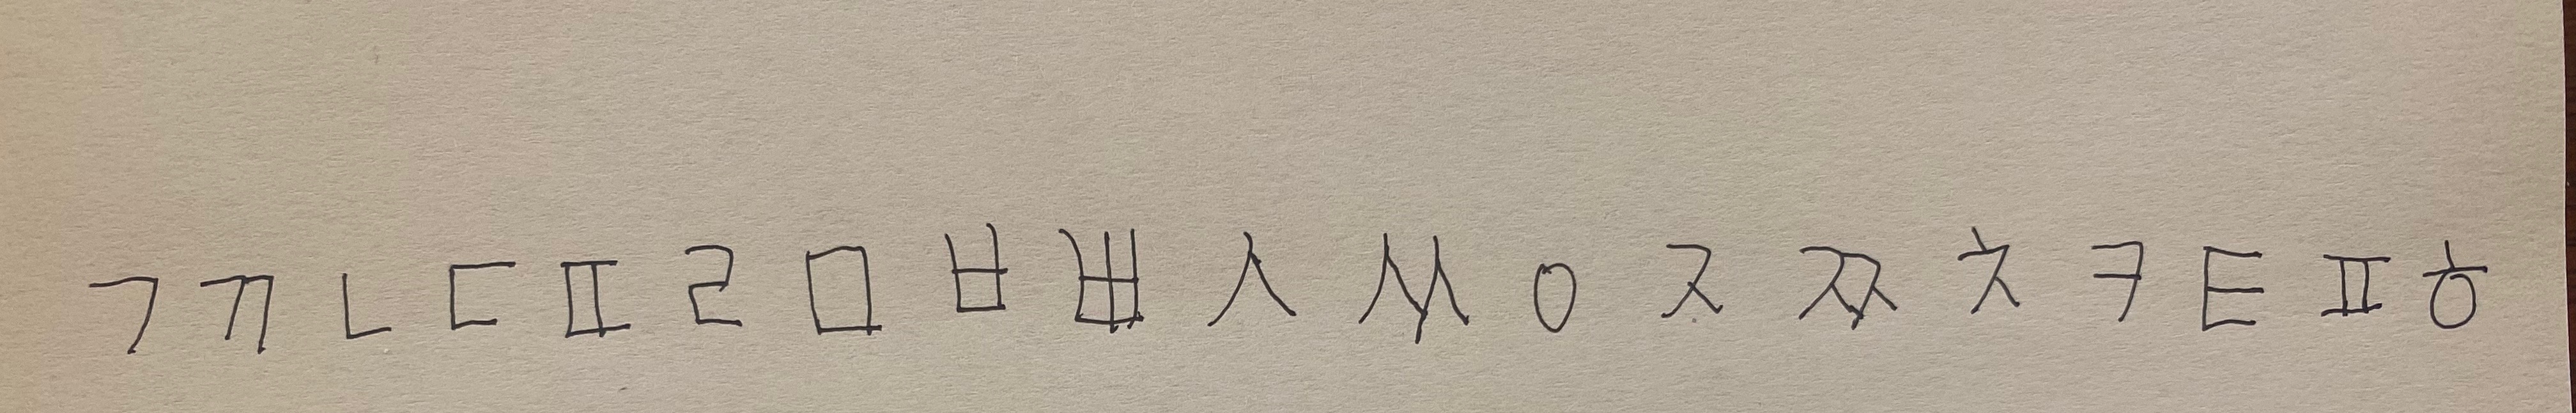 ㄱ ㄲ ㄴ ㄷ ㄸ ㄹ ㅁ ㅂ ㅃ ㅅ ㅆ ㅇ ㅈ ㅉ ㅊ ㅋ ㅌ ㅍ ㅎ